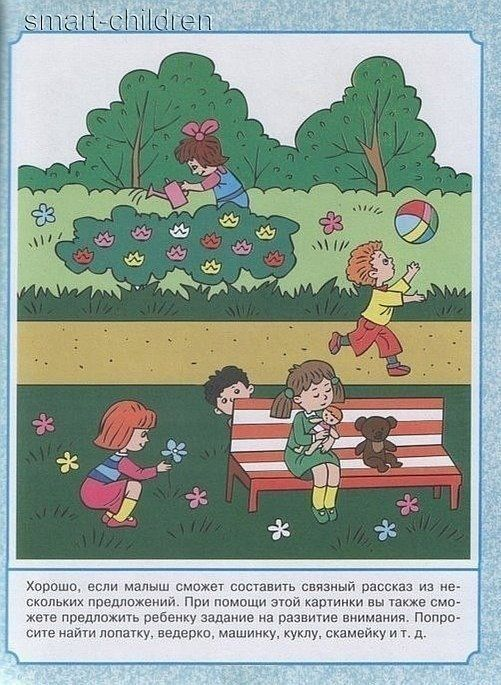 smart-children
Хорошо, если малыш сможет составить связный рассказ из не-
скольких предложений. При помощи этой картинки вы также смо-
жете предложить ребенку задание на развитие внимания. Попро-
сите найти лопатку, ведерко, машинку, куклу, скамейку и т. д.